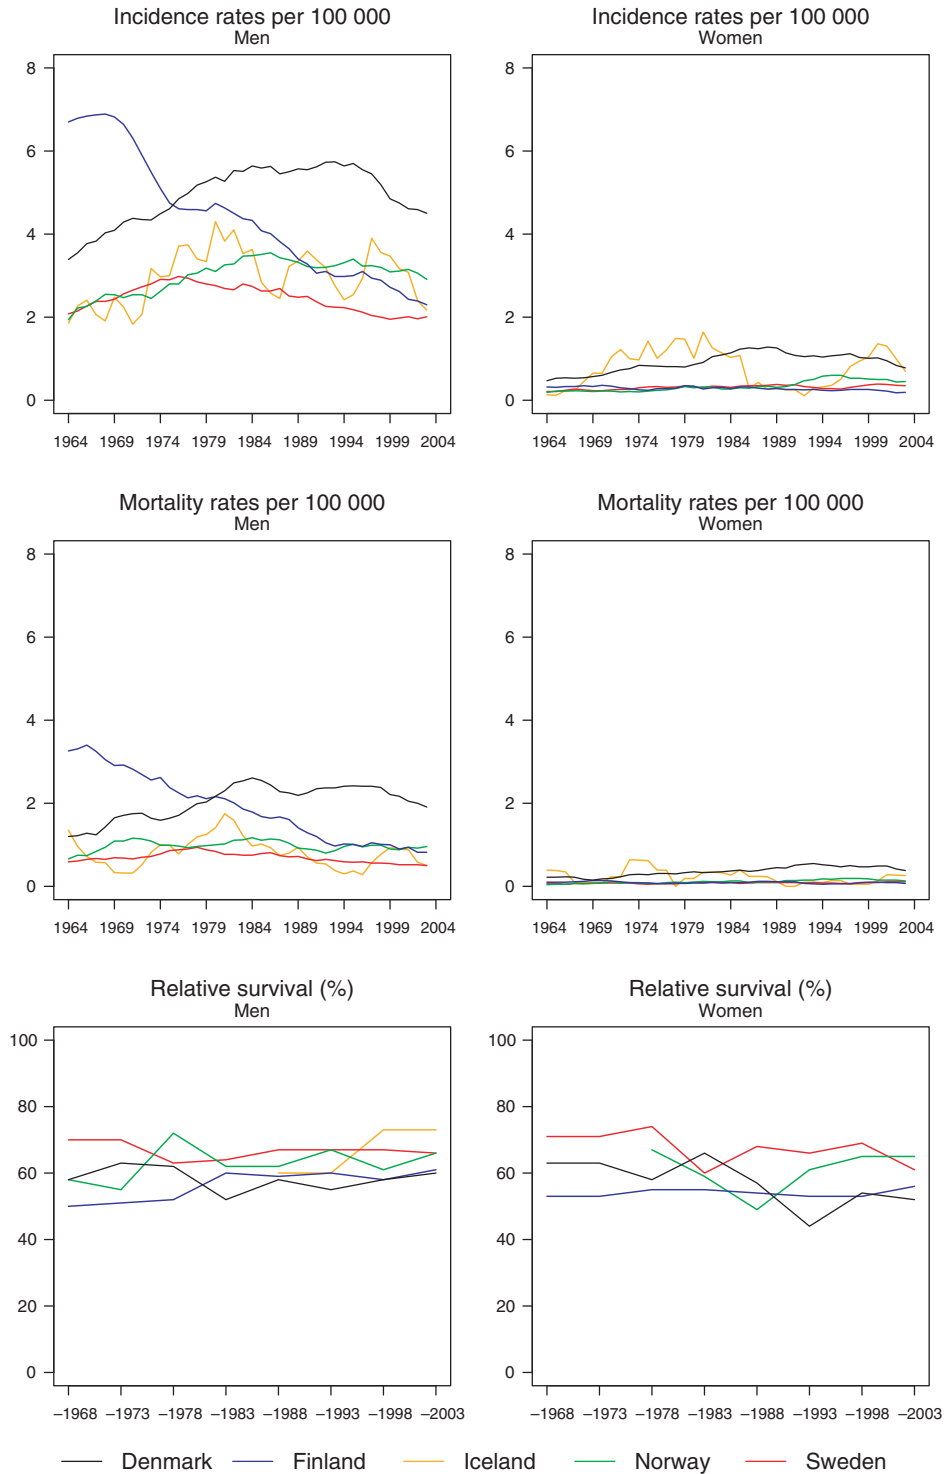 Incidence rates per 100 000
Men
8
6
4
2
0
1964 1969 1974 1979 1984 1989 1994 1999 2004
Incidence rates per 100 000
Women
8
6
4
2
0
1964 1969 1974 1979 1984 1989 1994 1999 2004
Mortality rates per 100 000
Men
8
6
4
2
0
1964 1969 1974 1979 1984 1989 1994 1999 2004
Mortality rates per 100 000
Women
8
6
4
2
0
1964 1969 1974 1979 1984 1989 1994 1999 2004
Relative survival (%)
Men
100
80
60
40
20
0
–1968 –1973 –1978 –1983 –1988 –1993 –1998 –2003
Relative survival (%)
Women
100
80
60
40
20
0
–1968 –1973 –1978 –1983 –1988 –1993 –1998 –2003
Denmark Finland Iceland Norway Sweden